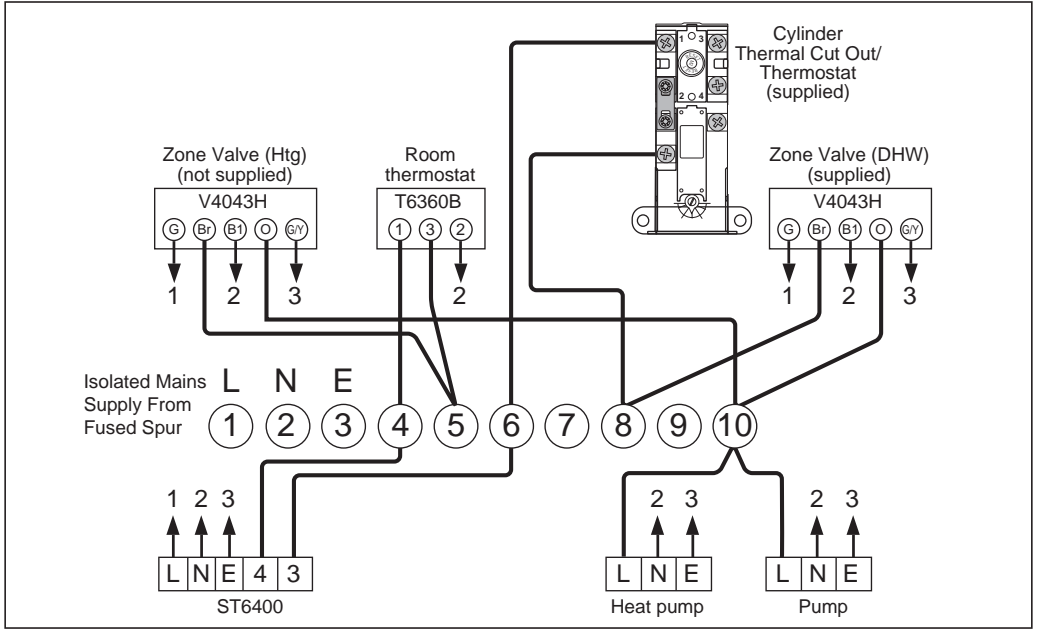 Cylinder
Thermal Cut Out/
Thermostat
(supplied)
1 3
2 4
Zone Valve (Htg)
(not supplied)
V4043H
G Br B1 O G/Y
1 2 3
Room
thermostat
T6360B
1 3 2
2
Zone Valve (DHW)
(supplied)
V4043H
G Br B1 O G/Y
1 2 3
Isolated Mains
Supply From
Fused Spur
L N E
1 2 3 4 5 6 7 8 9 10
1 2 3
L N E 4 3
ST6400
2 3
L N E
Heat pump
2 3
L N E
Pump